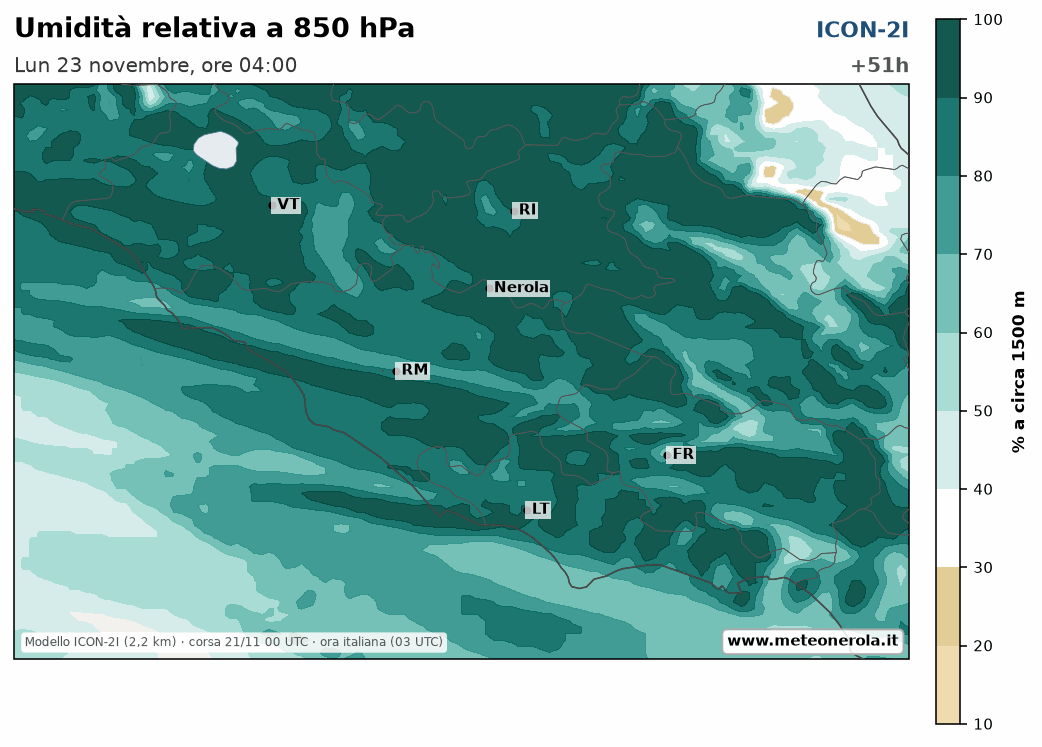 Umidità relativa a 850 hPa
ICON-2I
Lun 23 novembre, ore 04:00
+51h
100
90
80
70
60
50
40
30
20
10
% a circa 1500 m
VT
RI
Nerola
RM
FR
LT
Modello ICON-2I (2,2 km) · corsa 21/11 00 UTC · ora italiana (03 UTC)
www.meteonerola.it